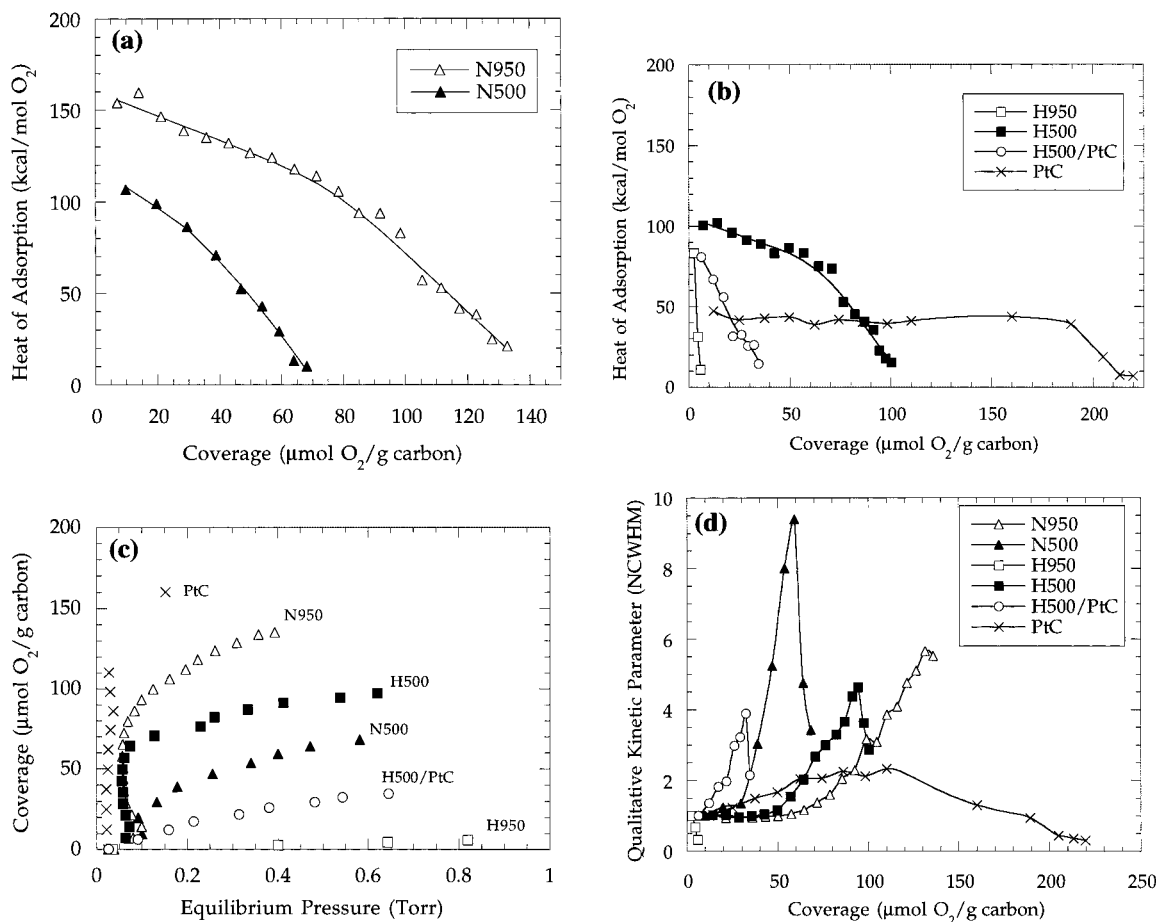 (a)
N950
N500
Heat of Adsorption (kcal/mol O₂)
200
150
100
50
0
0 20 40 60 80 100 120 140
Coverage (µmol O₂/g carbon)
(b)
H950
H500
H500/PtC
PtC
Heat of Adsorption (kcal/mol O₂)
200
150
100
50
0
0 50 100 150 200
Coverage (µmol O₂/g carbon)
(c)
PtC
N950
H500
N500
H500/PtC
H950
Coverage (µmol O₂/g carbon)
200
150
100
50
0
0 0.2 0.4 0.6 0.8 1
Equilibrium Pressure (Torr)
(d)
N950
N500
H950
H500
H500/PtC
PtC
Qualitative Kinetic Parameter (NCWHM)
10
8
6
4
2
0
0 50 100 150 200 250
Coverage (µmol O₂/g carbon)